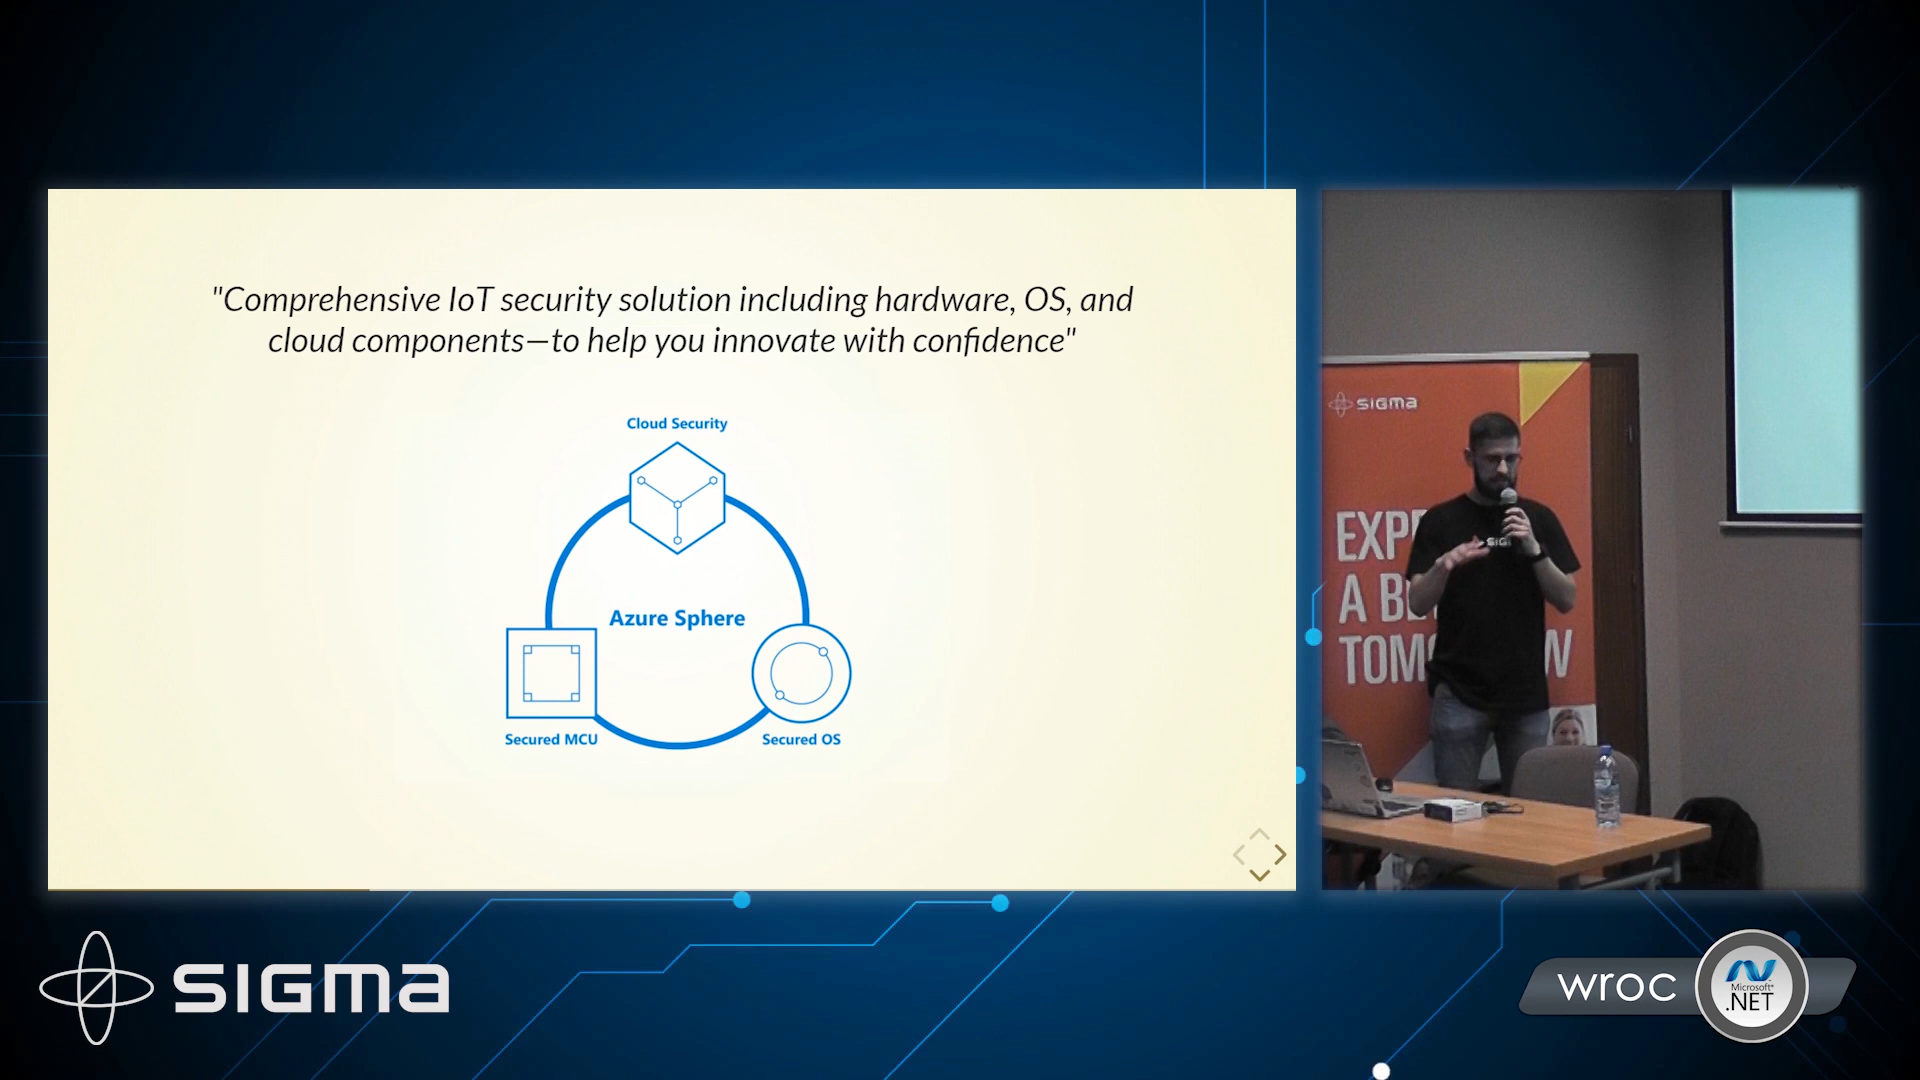 "Comprehensive IoT security solution including hardware, OS, and
cloud components—to help you innovate with confidence"
Cloud Security
Azure Sphere
Secured MCU
Secured OS
sigma
A
sigma
wroc
Microsoft
.NET